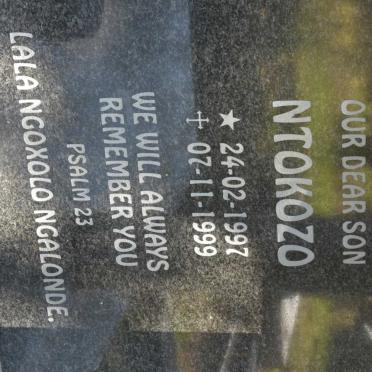 OUR DEAR SON
NTOKOZO
★ 24-02-1997
♱ 07-11-1999
WE WILL ALWAYS
REMEMBER YOU
PSALM 23
LALA NGOXOLO NGALONDE.